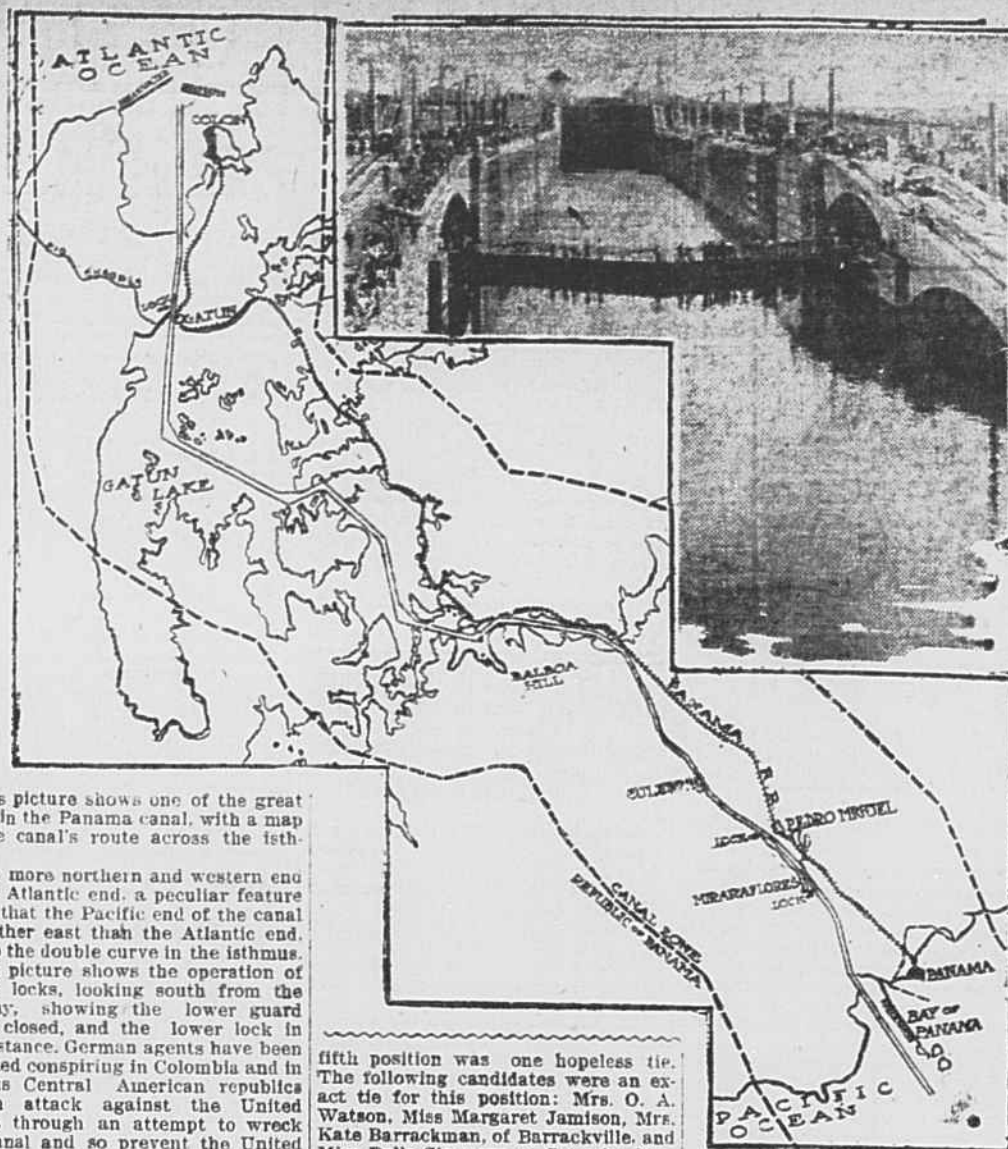 ATLANTIC
OCEAN
COLON
LOCK
GATUN
GATUN
LAKE
BALBOA
HILL
PANAMA R.R.
LOCK
PEDRO MIGUEL
MIRARAFLORES
LOCK
CANAL
REPUBLIC OF PANAMA
PANAMA
BAY OF
PANAMA
PACIFIC
OCEAN
s picture shows one of the great
in the Panama canal, with a map
e canal's route across the isth-
more northern and western end
Atlantic end, a peculiar feature
that the Pacific end of the canal
ther east than the Atlantic end,
the double curve in the isthmus.
picture shows the operation of
locks, looking south from the
y, showing the lower guard
closed, and the lower lock in
stance. German agents have been
ed conspiring in Colombia and in
s Central American republics
attack against the United
through an attempt to wreck
anal and so prevent the United
fifth position was one hopeless tie.
The following candidates were an ex-
act tie for this position: Mrs. O. A.
Watson, Miss Margaret Jamison, Mrs.
Kate Barrackman, of Barrackville, and